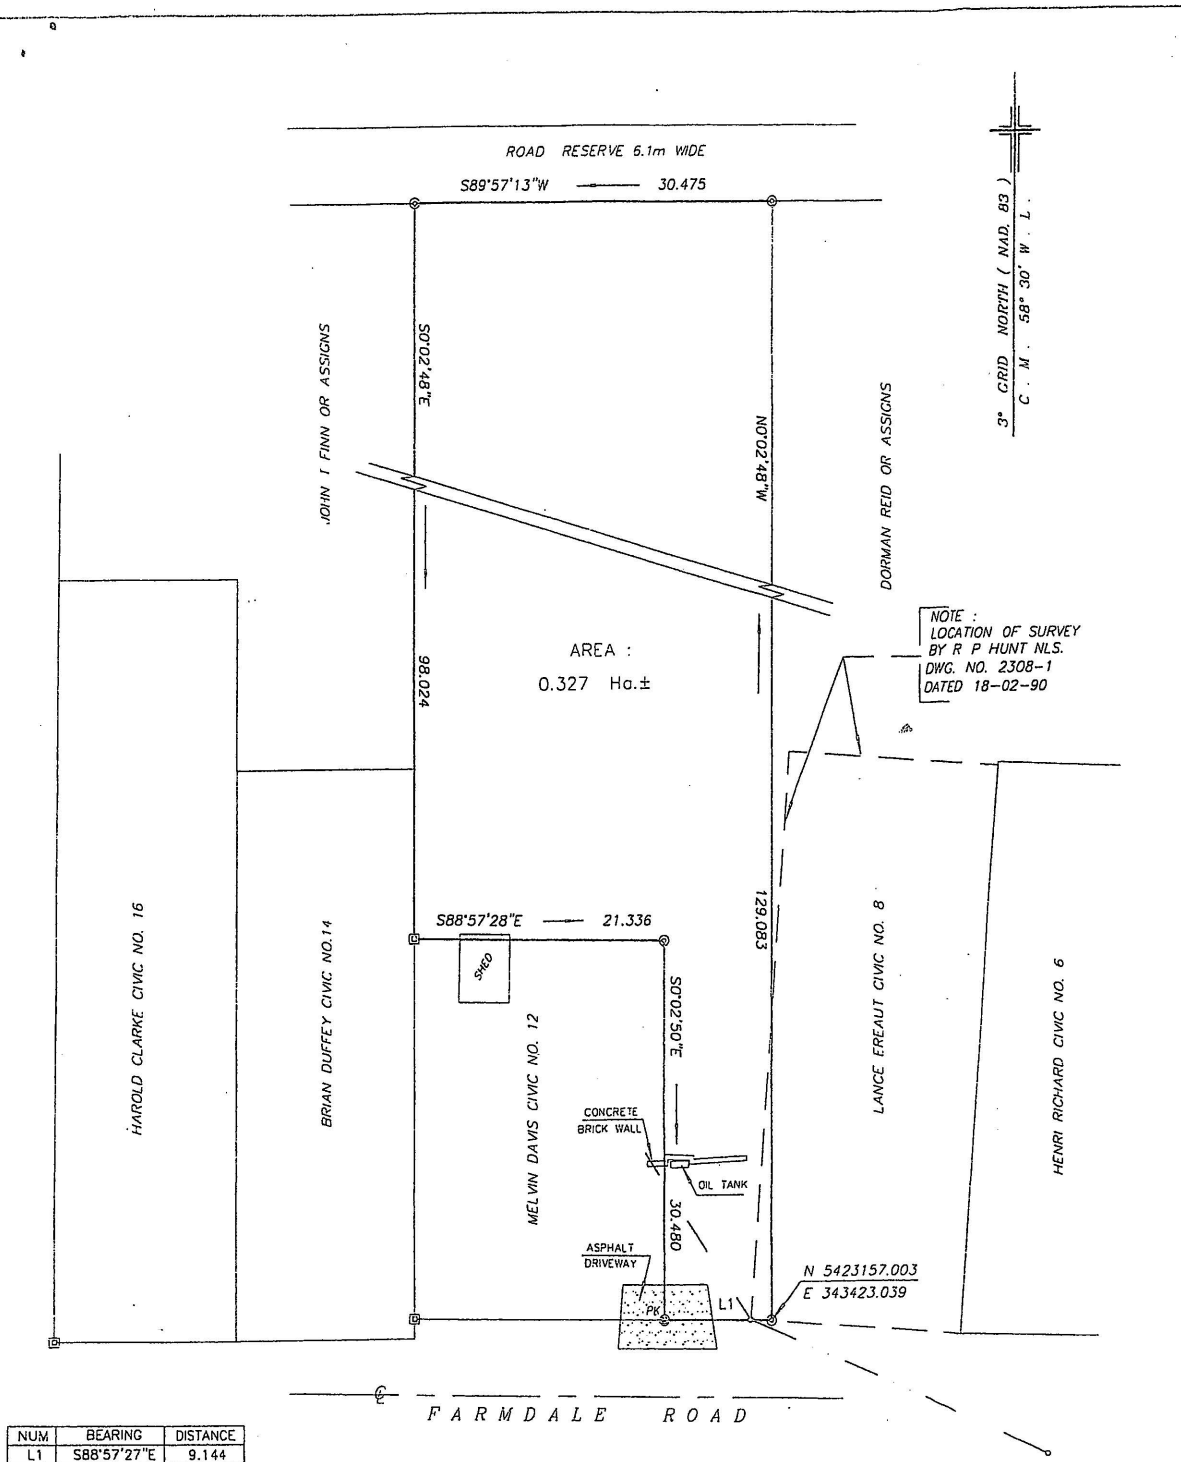 ROAD RESERVE 6.1m WIDE
S89°57'13"W 30.475
3° GRID NORTH ( NAD. 83 )
C . M . 58° 30' W . L .
JOHN I FINN OR ASSIGNS
S0°02'48"E
98.024
N0°02'48"W
129.083
DORMAN REID OR ASSIGNS
NOTE :
LOCATION OF SURVEY
BY R P HUNT NLS.
DWG. NO. 2308-1
DATED 18-02-90
AREA :
0.327 Ha.±
HAROLD CLARKE CIVIC NO. 16
BRIAN DUFFEY CIVIC NO.14
S88°57'28"E 21.336
SHED
MELVIN DAVIS CIVIC NO. 12
S0°02'50"E
30.480
CONCRETE
BRICK WALL
OIL TANK
ASPHALT
DRIVEWAY
PK
L1
LANCE EREAUT CIVIC NO. 8
HENRI RICHARD CIVIC NO. 6
N 5423157.003
E 343423.039
℄
FARMDALE ROAD
NUM BEARING DISTANCE
L1 S88°57'27"E 9.144